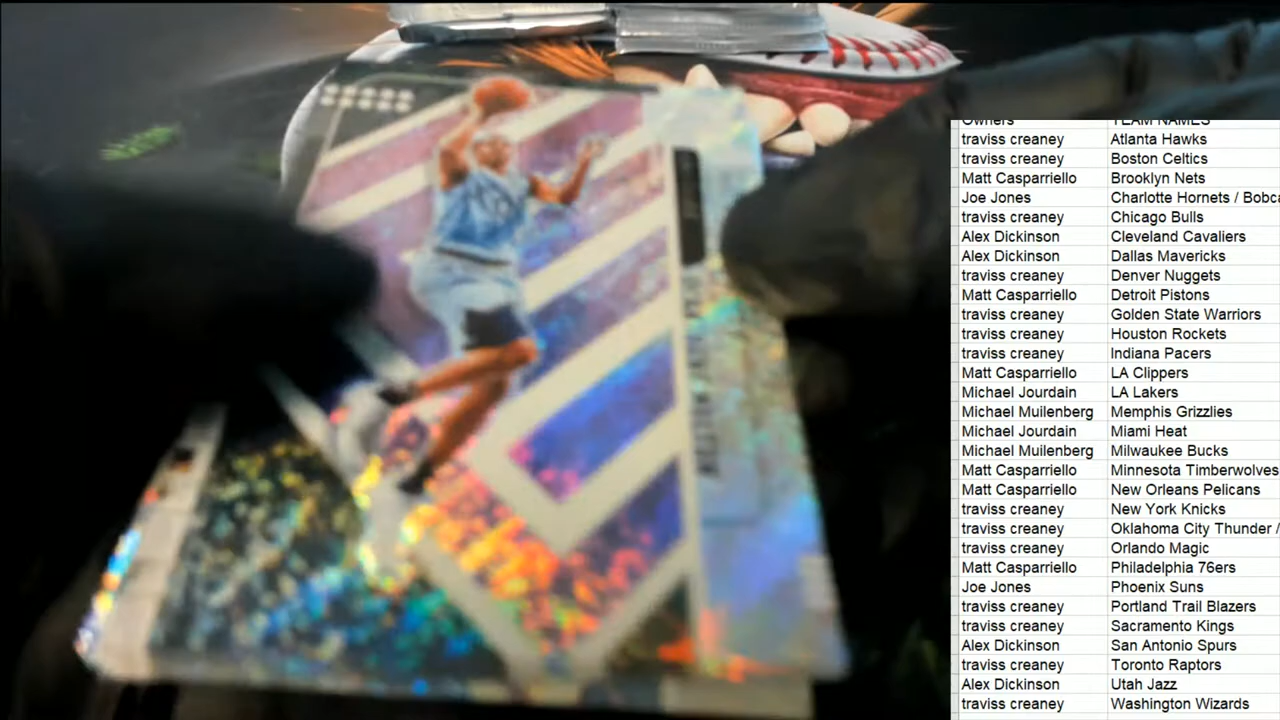 Owners TEAM NAMES
traviss creaney Atlanta Hawks
traviss creaney Boston Celtics
Matt Casparriello Brooklyn Nets
Joe Jones Charlotte Hornets / Bobca
traviss creaney Chicago Bulls
Alex Dickinson Cleveland Cavaliers
Alex Dickinson Dallas Mavericks
traviss creaney Denver Nuggets
Matt Casparriello Detroit Pistons
traviss creaney Golden State Warriors
traviss creaney Houston Rockets
traviss creaney Indiana Pacers
Matt Casparriello LA Clippers
Michael Jourdain LA Lakers
Michael Muilenberg Memphis Grizzlies
Michael Jourdain Miami Heat
Michael Muilenberg Milwaukee Bucks
Matt Casparriello Minnesota Timberwolves
Matt Casparriello New Orleans Pelicans
traviss creaney New York Knicks
traviss creaney Oklahoma City Thunder /
traviss creaney Orlando Magic
Matt Casparriello Philadelphia 76ers
Joe Jones Phoenix Suns
traviss creaney Portland Trail Blazers
traviss creaney Sacramento Kings
Alex Dickinson San Antonio Spurs
traviss creaney Toronto Raptors
Alex Dickinson Utah Jazz
traviss creaney Washington Wizards